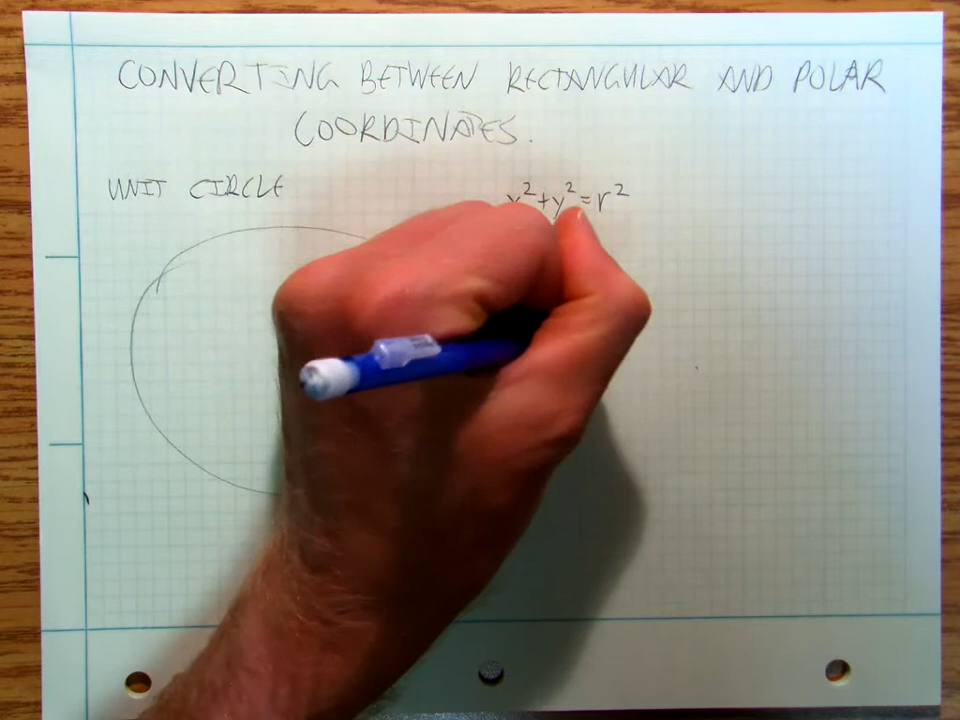 CONVERTING BETWEEN RECTANGULAR AND POLAR
COORDINATES.
UNIT CIRCLE
x²+y²=r²